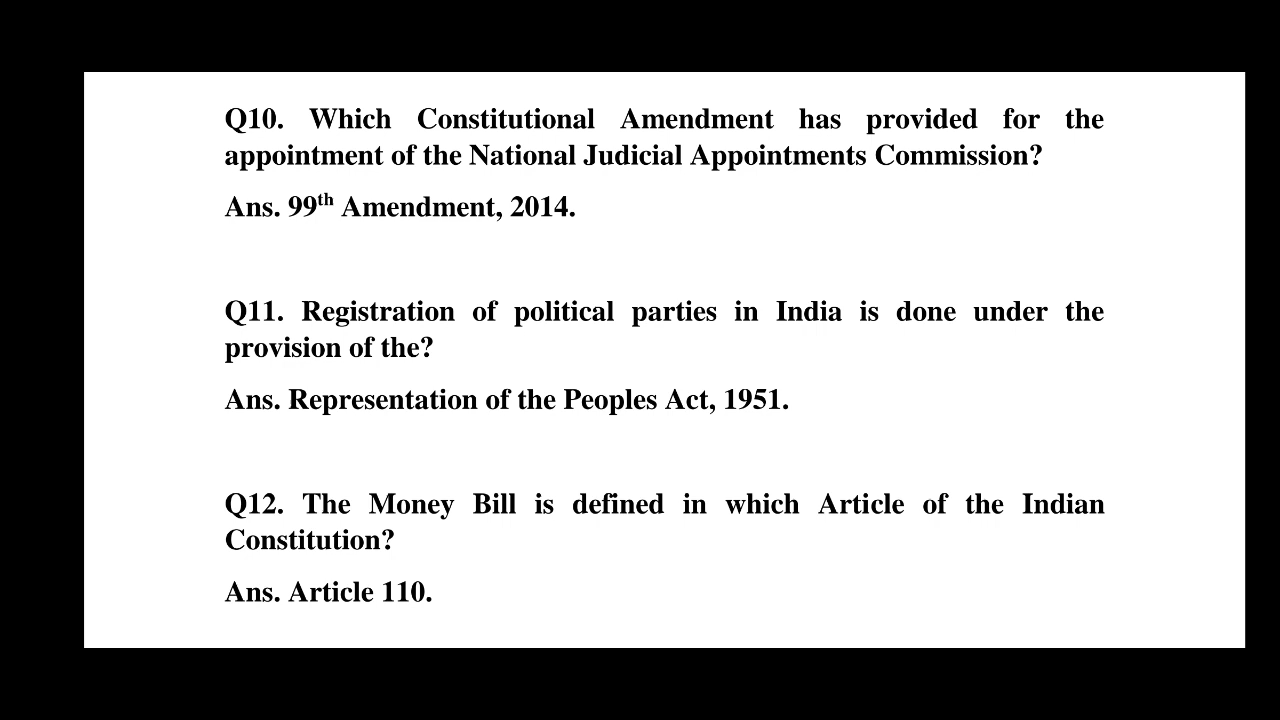 Q10. Which Constitutional Amendment has provided for the
appointment of the National Judicial Appointments Commission?
Ans. 99th Amendment, 2014.
Q11. Registration of political parties in India is done under the
provision of the?
Ans. Representation of the Peoples Act, 1951.
Q12. The Money Bill is defined in which Article of the Indian
Constitution?
Ans. Article 110.